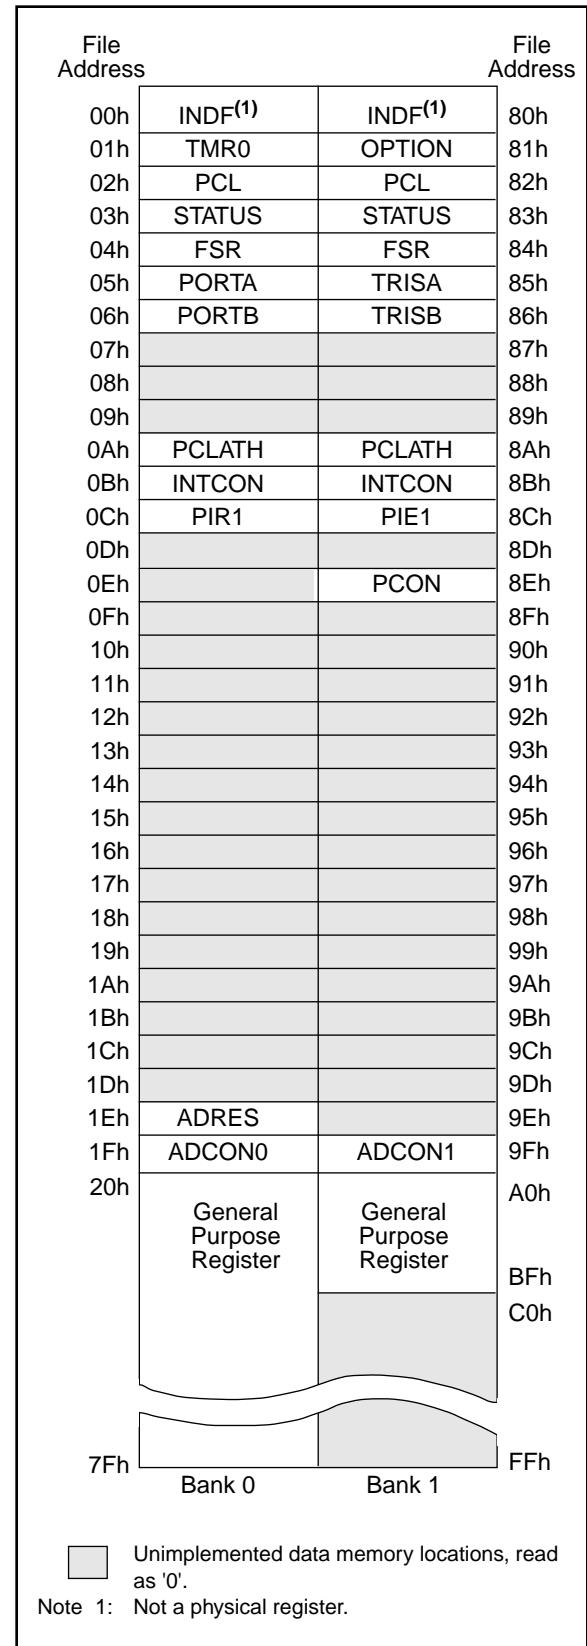 File Address File Address
00h INDF(1) INDF(1) 80h
01h TMR0 OPTION 81h
02h PCL PCL 82h
03h STATUS STATUS 83h
04h FSR FSR 84h
05h PORTA TRISA 85h
06h PORTB TRISB 86h
07h 87h
08h 88h
09h 89h
0Ah PCLATH PCLATH 8Ah
0Bh INTCON INTCON 8Bh
0Ch PIR1 PIE1 8Ch
0Dh 8Dh
0Eh PCON 8Eh
0Fh 8Fh
10h 90h
11h 91h
12h 92h
13h 93h
14h 94h
15h 95h
16h 96h
17h 97h
18h 98h
19h 99h
1Ah 9Ah
1Bh 9Bh
1Ch 9Ch
1Dh 9Dh
1Eh ADRES 9Eh
1Fh ADCON0 ADCON1 9Fh
20h A0h
General General
Purpose Purpose
Register Register
BFh
C0h
7Fh FFh
Bank 0 Bank 1
Unimplemented data memory locations, read
as '0'.
Note 1: Not a physical register.